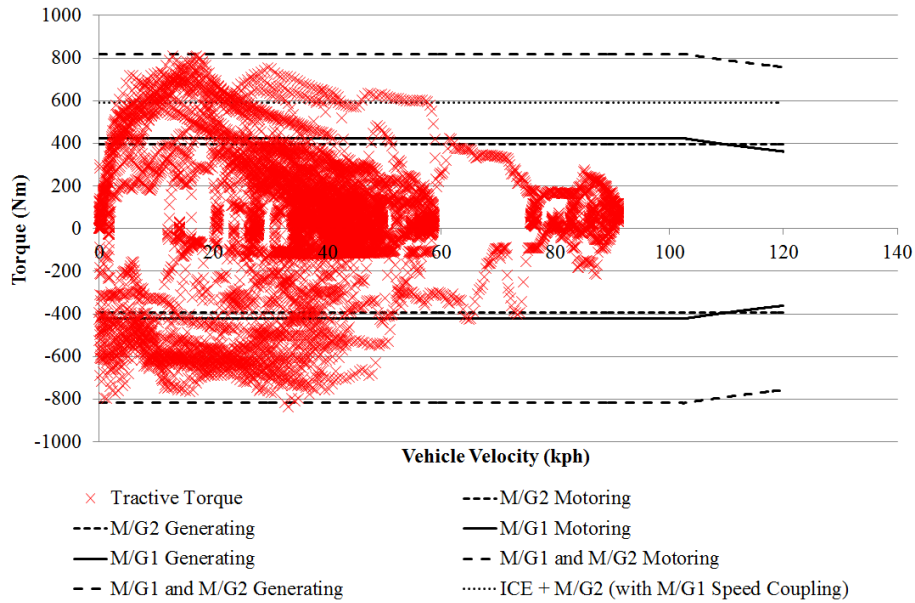 1000
800
600
400
200
0
-200
-400
-600
-800
-1000
Torque (Nm)
0 20 40 60 80 100 120 140
Vehicle Velocity (kph)
Tractive Torque M/G2 Motoring
M/G2 Generating M/G1 Motoring
M/G1 Generating M/G1 and M/G2 Motoring
M/G1 and M/G2 Generating ICE + M/G2 (with M/G1 Speed Coupling)